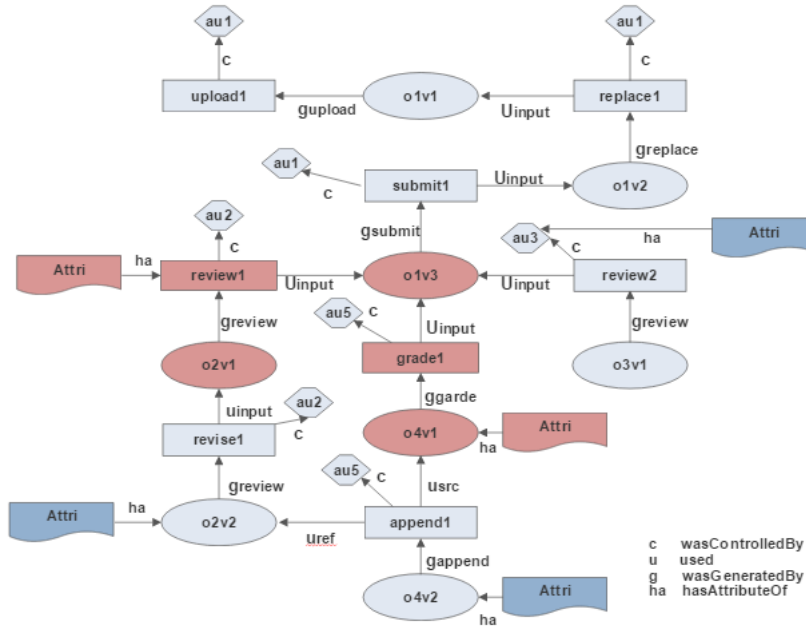 au1
au1
c
c
upload1
o1v1
replace1
gupload
Uinput
greplace
au1
submit1
Uinput
o1v2
c
au2
gsubmit
au3
ha
Attri
c
c
Attri
ha
review1
o1v3
review2
Uinput
Uinput
au5
c
greview
Uinput
greview
o2v1
grade1
o3v1
uinput
au2
ggarde
revise1
c
o4v1
Attri
ha
greview
au5
c
usrc
Attri
ha
o2v2
append1
uref
gappend
c wasControlledBy
u used
g wasGeneratedBy
ha hasAttributeOf
o4v2
Attri
ha